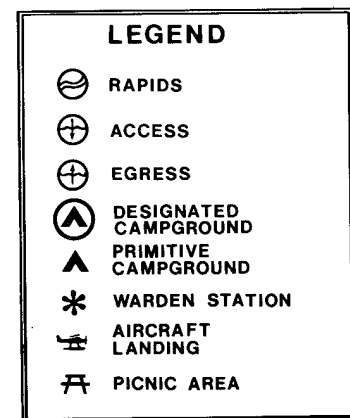 LEGEND
RAPIDS
ACCESS
EGRESS
DESIGNATED
CAMPGROUND
PRIMITIVE
CAMPGROUND
WARDEN STATION
AIRCRAFT
LANDING
PICNIC AREA